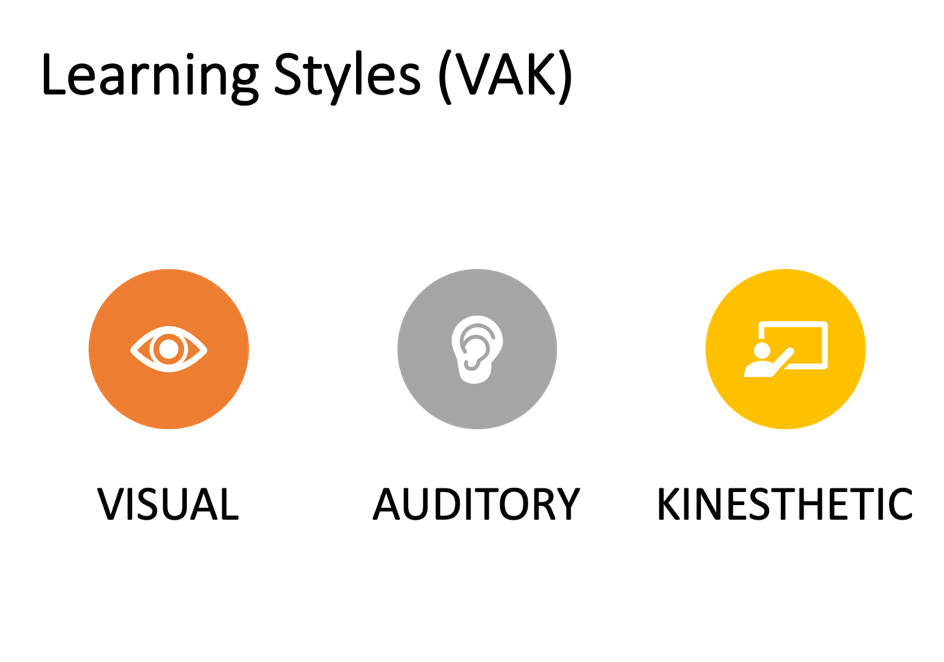 Learning Styles (VAK)
VISUAL
AUDITORY
KINESTHETIC